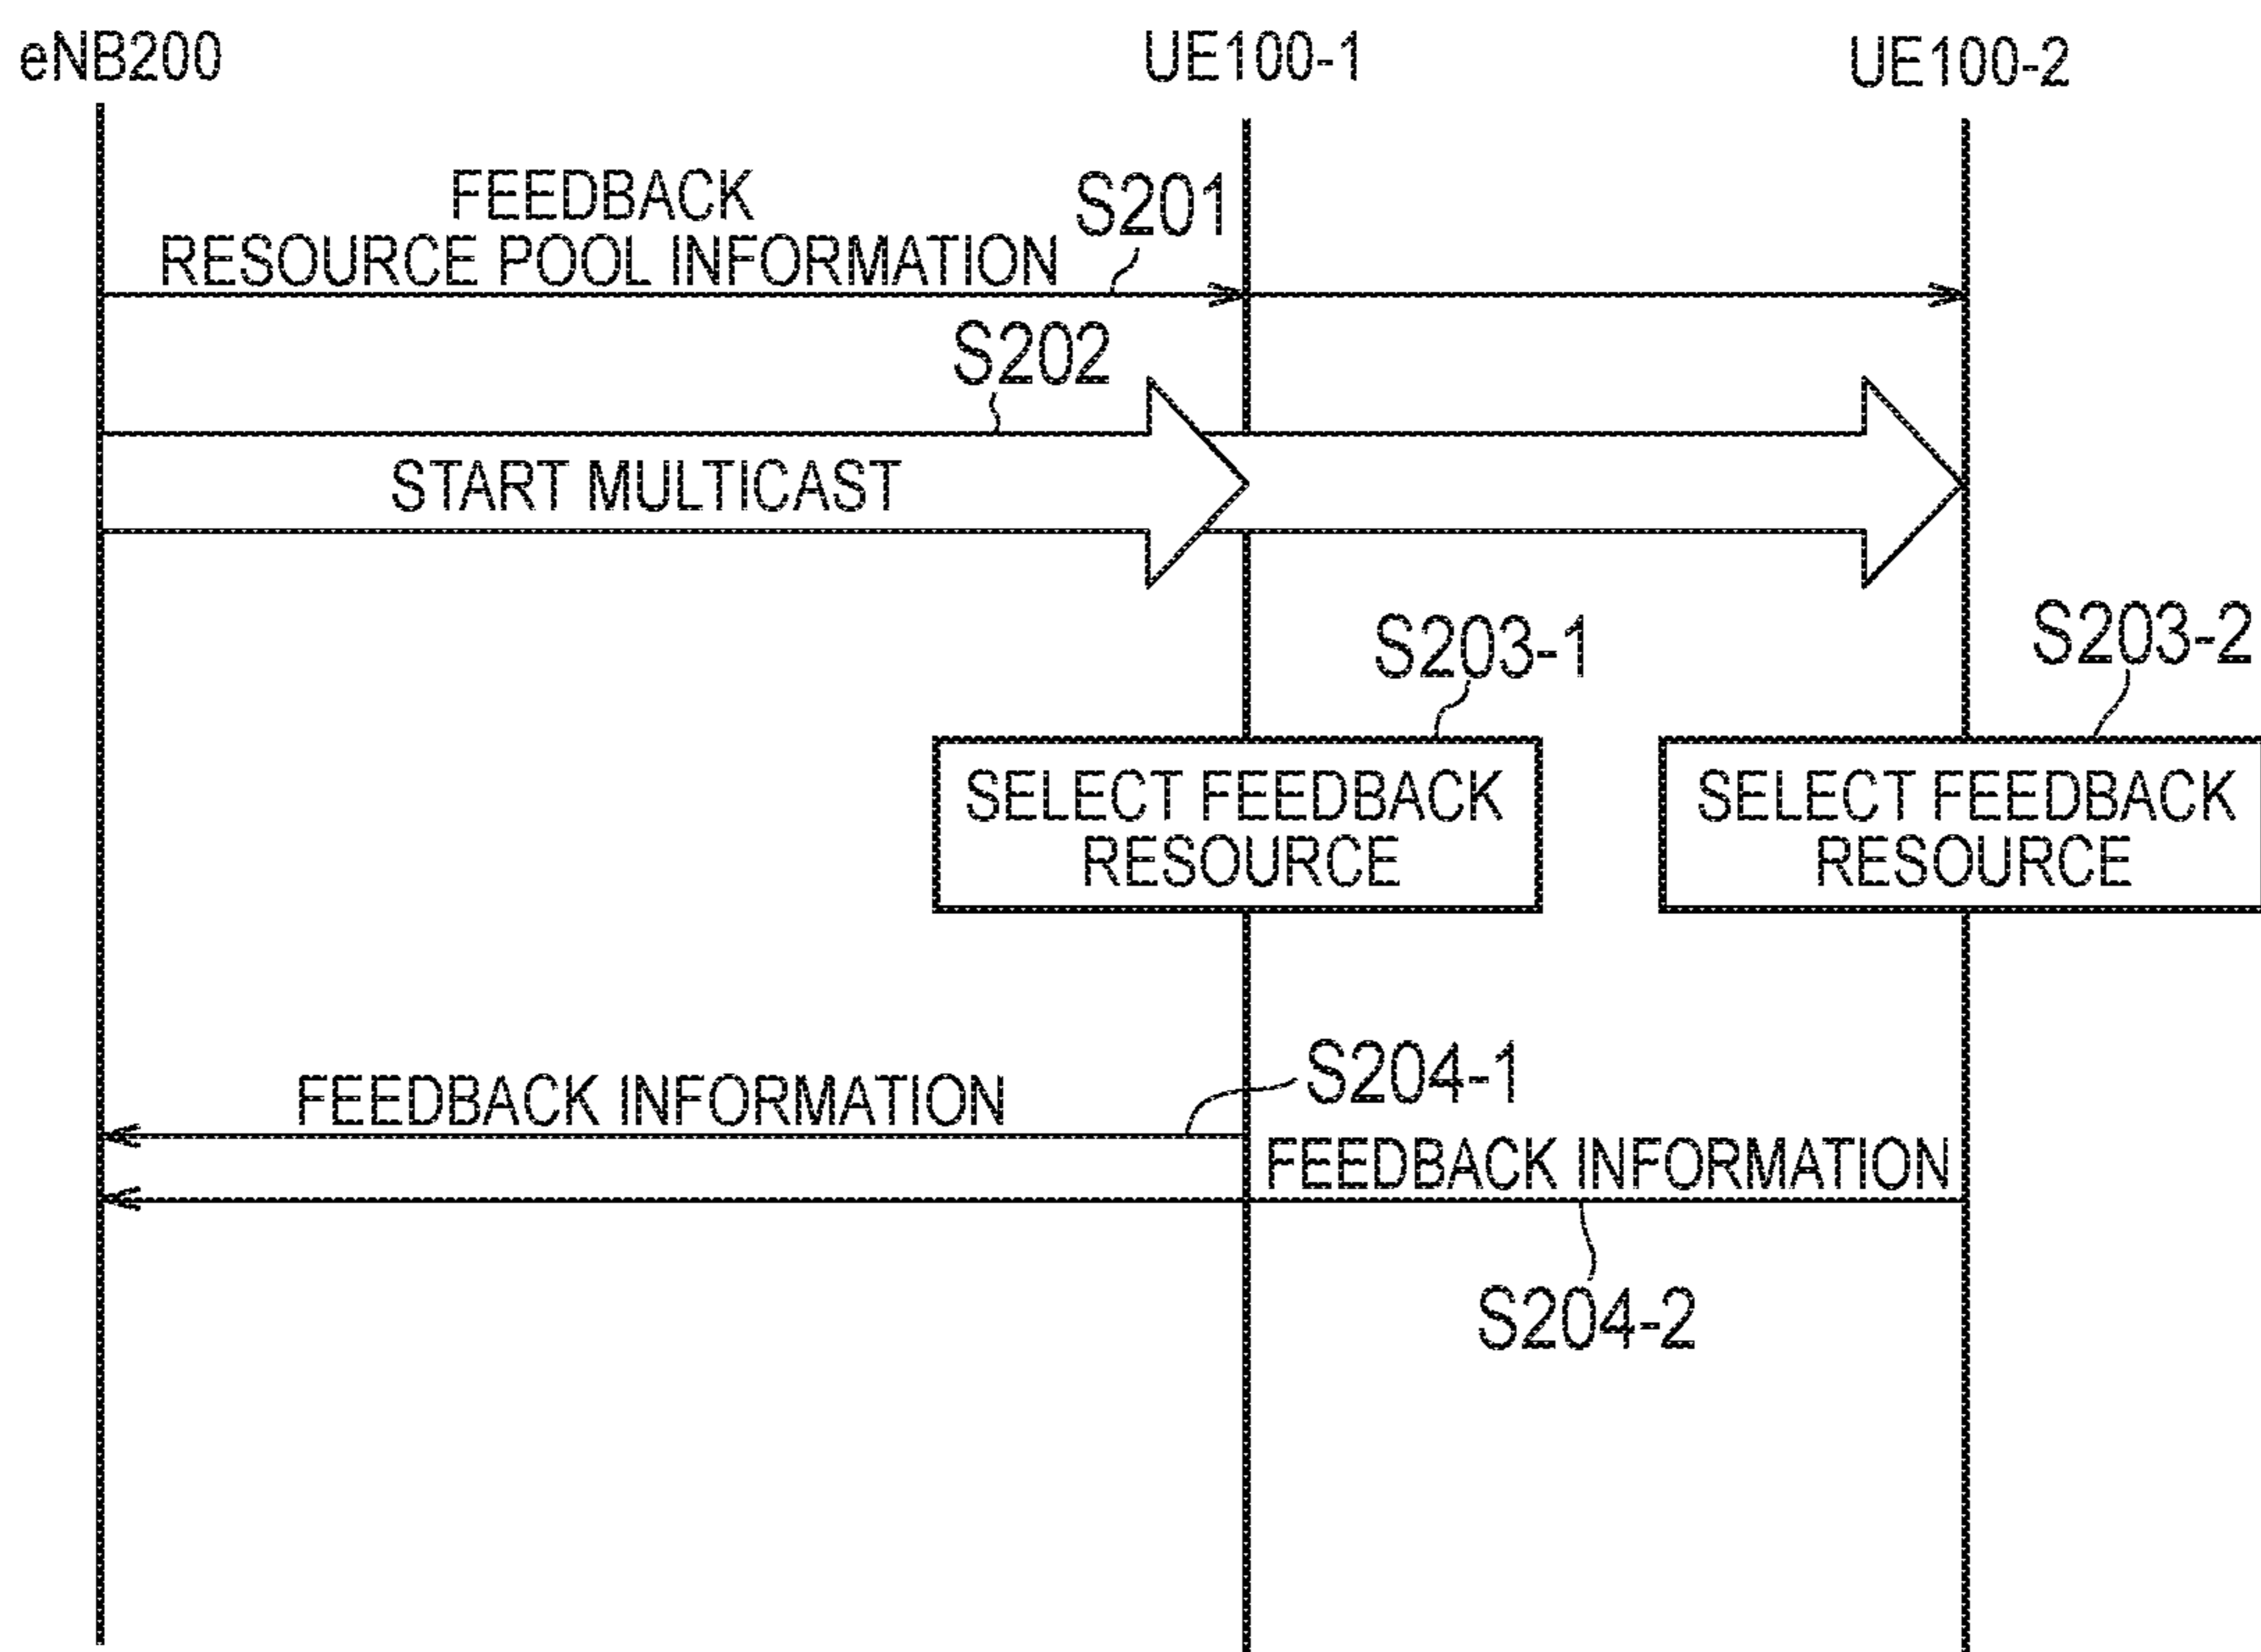 eNB200
UE100-1
UE100-2
FEEDBACK
RESOURCE POOL INFORMATION
S201
S202
START MULTICAST
S203-1
S203-2
SELECT FEEDBACK
RESOURCE
SELECT FEEDBACK
RESOURCE
S204-1
FEEDBACK INFORMATION
FEEDBACK INFORMATION
S204-2